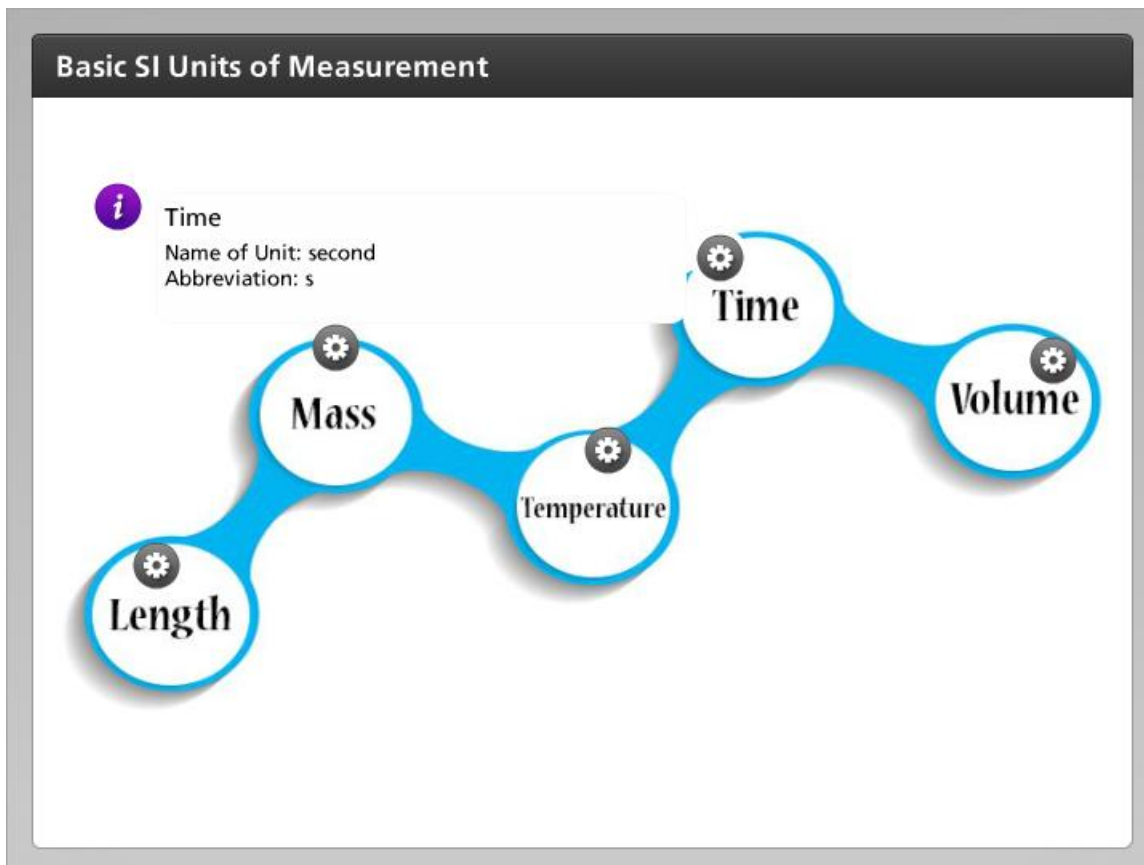 Basic SI Units of Measurement
i
Time
Name of Unit: second
Abbreviation: s
Time
Volume
Mass
Temperature
Length